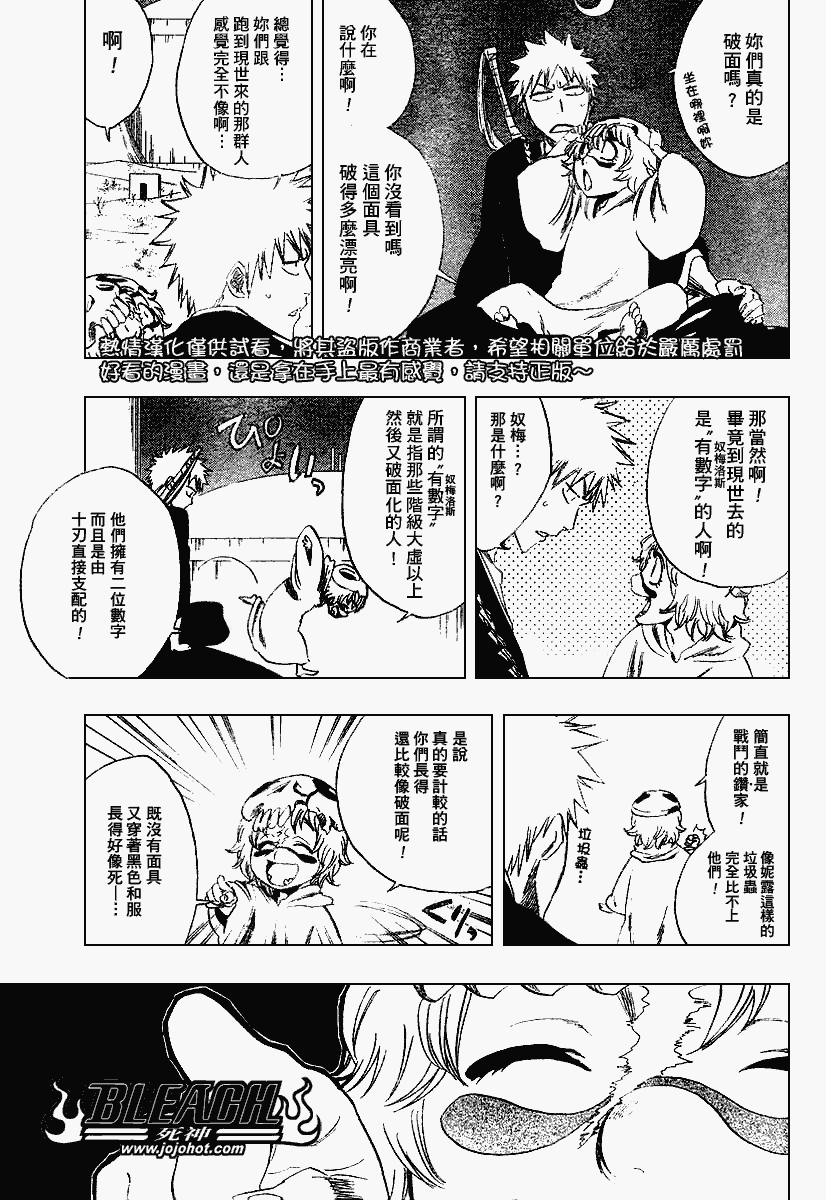 妳們真的是
破面嗎？
坐在哪裡啊妳
你在
說什麼啊！
你沒看到嗎
這個面具
破得多麼漂亮啊！
總覺得…
妳們跟
跑到現世來的那群人
感覺完全不像啊…
啊！
熱情漢化僅供試看，將其盜版作商業者，希望相關單位給於嚴厲處罰
好看的漫畫，還是拿在手上最有感覺，請支持正版～
那當然啊！
畢竟到現世去的
是〝有數字〞的人啊！
奴梅洛斯
奴梅…？
那是什麼啊？
所謂的〝有數字〞
奴梅洛斯
就是指那些階級大虛以上
然後又破面化的人！
ぴょいっ
他們擁有二位數字
而且是由
十刃直接支配的！
簡直就是
戰鬥的鑽家！
像妮露這樣的
垃圾蟲
完全比不上
他們！
垃圾蟲…
是說
真的要計較的話
你們長得
還比較像破面呢！
くりっ
既沒有面具
又穿著黑色和服
長得好像死——…
BLEACH
死神
www.jojohot.com